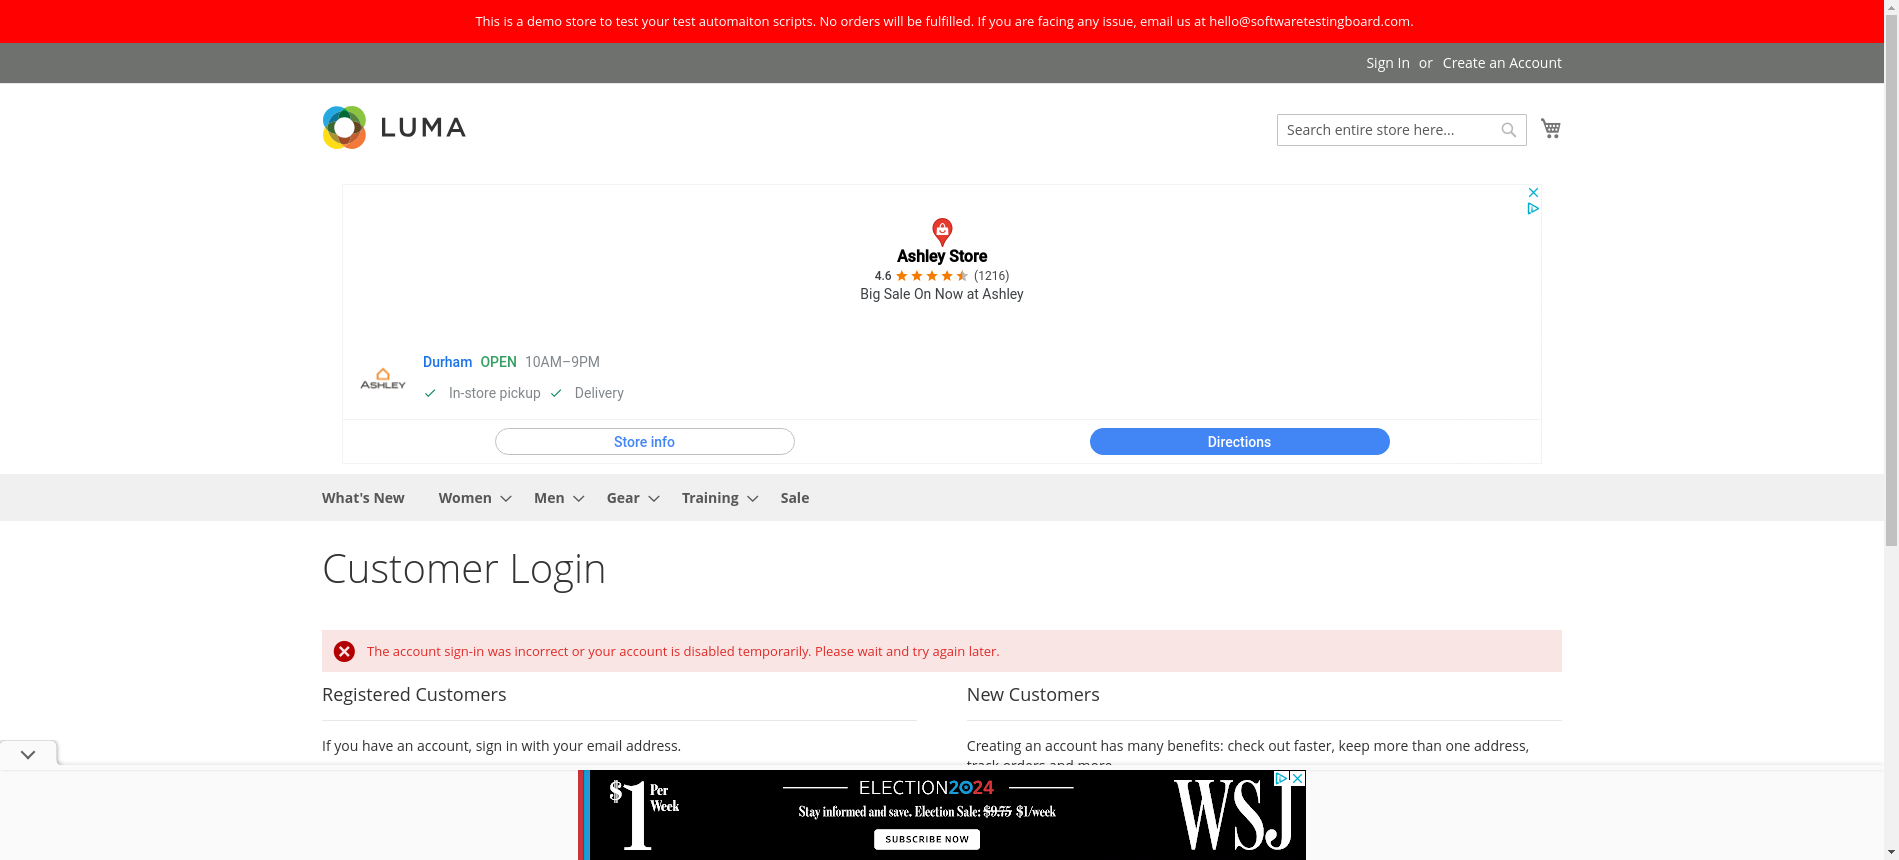 This is a demo store to test your test automaiton scripts. No orders will be fulfilled. If you are facing any issue, email us at hello@softwaretestingboard.com.
Sign In or Create an Account
LUMA
Search entire store here...
Ashley Store
4.6 (1216)
Big Sale On Now at Ashley
ASHLEY
Durham OPEN 10AM–9PM
In-store pickup Delivery
Store info
Directions
What's New Women Men Gear Training Sale
Customer Login
The account sign-in was incorrect or your account is disabled temporarily. Please wait and try again later.
Registered Customers
If you have an account, sign in with your email address.
New Customers
Creating an account has many benefits: check out faster, keep more than one address,
track orders and more.
$1 Per Week
ELECTION2024
Stay informed and save. Election Sale: $9.75 $1/week
SUBSCRIBE NOW
WSJ